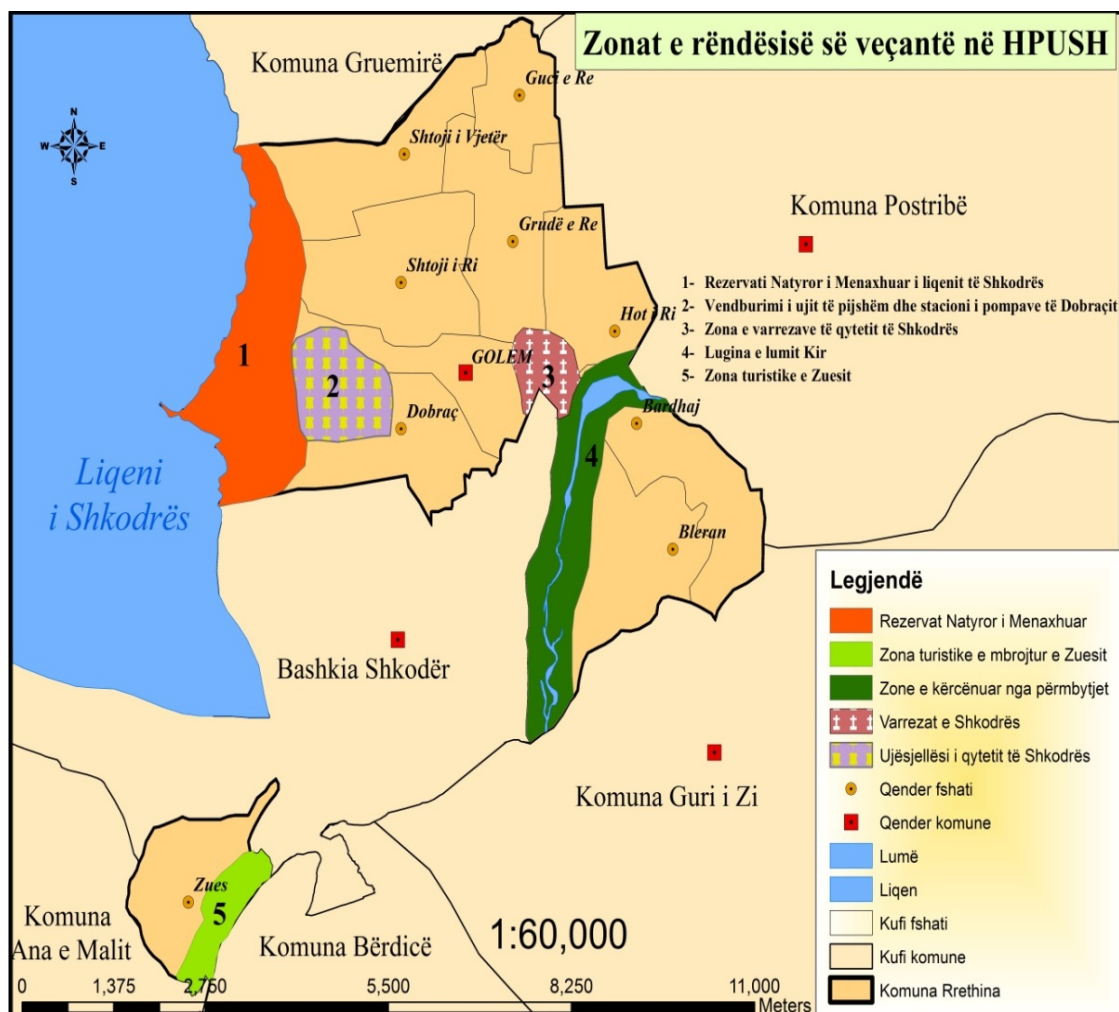 Zonat e rëndësisë së veçantë në HPUSH
Komuna Gruemirë
Guci e Re
N
W E
S
Shtoji i Vjetër
Komuna Postribë
Grudë e Re
Shtoji i Ri
1- Rezervati Natyror i Menaxhuar i liqenit të Shkodrës
2- Vendburimi i ujit të pijshëm dhe stacioni i pompave të Dobraçit
3- Zona e varrezave të qytetit të Shkodrës
4- Lugina e lumit Kir
5- Zona turistike e Zuesit
Hot i Ri
1
GOLEM
2
3
Dobraç
Bardhaj
4
Liqeni
i Shkodrës
Bleran
Bashkia Shkodër
Komuna Guri i Zi
Zues
5
Komuna
Ana e Malit
Komuna Bërdicë
1:60,000
0 1,375 2,750 5,500 8,250 11,000
Meters
Legjendë
Rezervat Natyror i Menaxhuar
Zona turistike e mbrojtur e Zuesit
Zone e kërcënuar nga përmbytjet
Varrezat e Shkodrës
Ujësjellësi i qytetit të Shkodrës
Qender fshati
Qender komune
Lumë
Liqen
Kufi fshati
Kufi komune
Komuna Rrethina